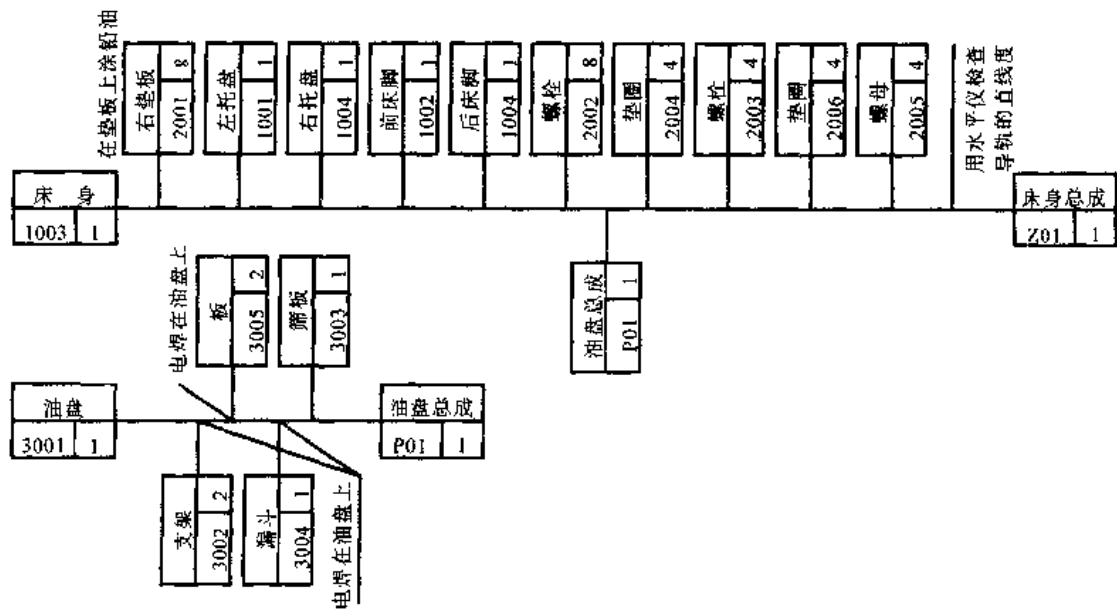 在垫板上涂铅油
右垫板
2001 8
左托盘
1001 1
右托盘
1004 1
前床脚
1002 1
后床脚
1004 1
螺栓
2002 8
垫圈
2004 4
螺栓
2003 4
垫圈
2006 4
螺母
2005 4
用水平仪检查
导轨的直线度
床 身
1003 1
床身总成
Z01 1
油盘总成
P01 1
电焊在油盘上
板
3005 2
筛板
3003 1
油盘
3001 1
油盘总成
P01 1
支架
3002 2
漏斗
3004 1
电焊在油盘上